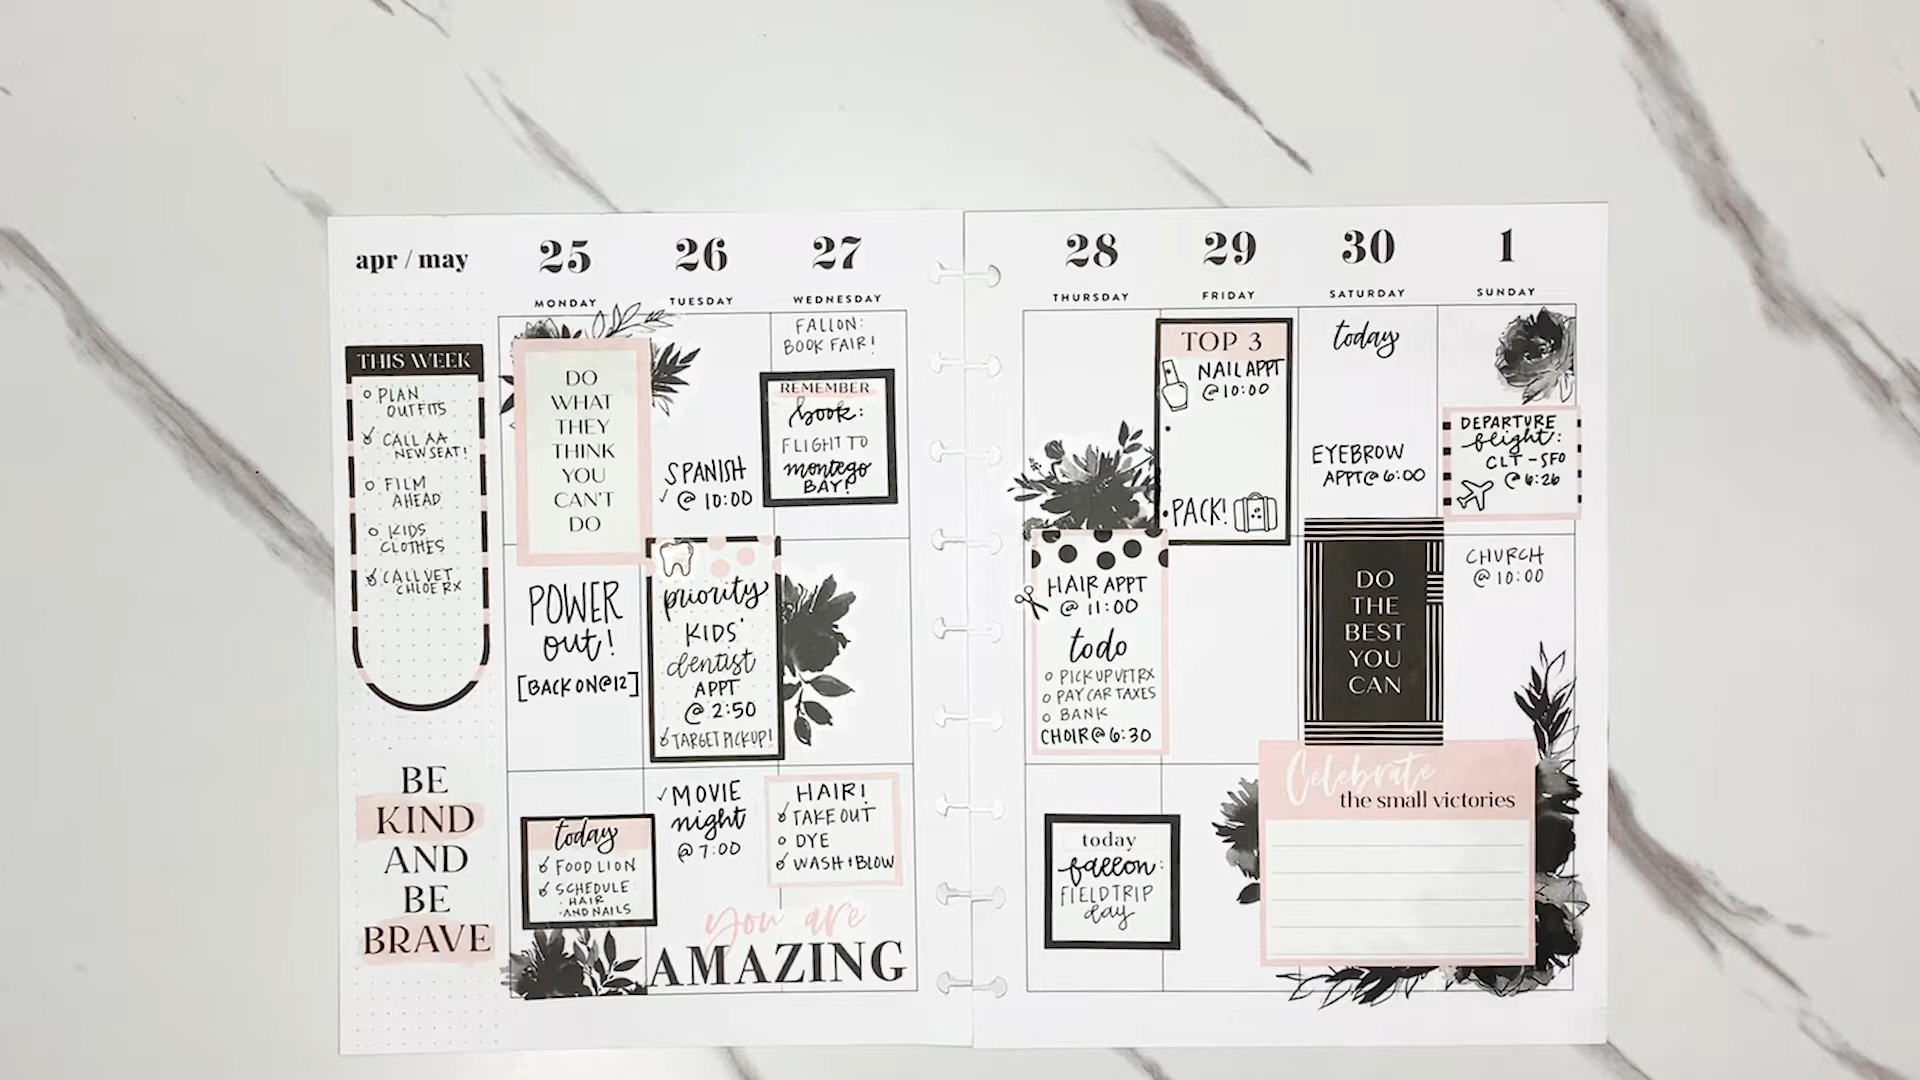 apr / may
THIS WEEK
PLAN
OUTFITS
CALL AA
NEW SEAT!
FILM
AHEAD
KIDS
CLOTHES
CALL VET
CHLOE RX
BE
KIND
AND
BE
BRAVE
25
MONDAY
DO
WHAT
THEY
THINK
YOU
CAN'T
DO
POWER
out!
[BACK ON @ 12]
today
FOOD LION
SCHEDULE:
· HAIR
· AND NAILS
26
TUESDAY
SPANISH
@ 10:00
priority
KIDS'
dentist
APPT
@ 2:50
TARGET PICKUP!
MOVIE
night
@ 7:00
you are
AMAZING
27
WEDNESDAY
FALLON:
BOOK FAIR!
REMEMBER
book:
FLIGHT TO
montego
BAY!
HAIR!
TAKE OUT
DYE
WASH + BLOW
28
THURSDAY
HAIR APPT
@ 11:00
todo
PICK UP VET RX
PAY CAR TAXES
BANK
CHOIR @ 6:30
today
fallon:
FIELD TRIP
day
29
FRIDAY
TOP 3
NAIL APPT
@ 10:00
PACK!
30
SATURDAY
today
EYEBROW
APPT @ 6:00
DO
THE
BEST
YOU
CAN
Celebrate
the small victories
1
SUNDAY
DEPARTURE
flight:
CLT - SFO
@ 6:26
CHURCH
@ 10:00